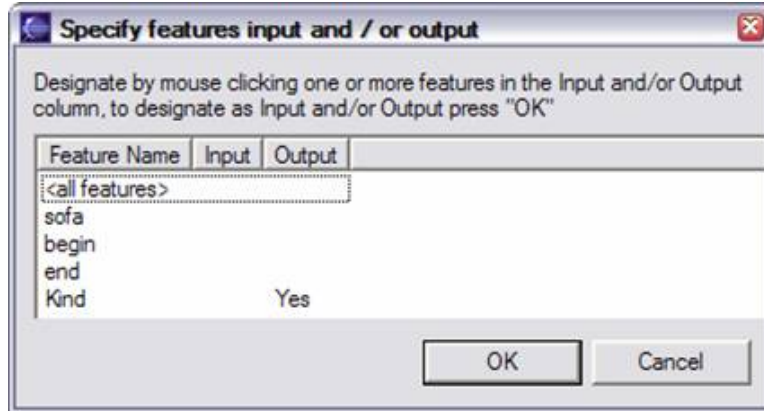 Specify features input and / or output
Designate by mouse clicking one or more features in the Input and/or Output
column, to designate as Input and/or Output press "OK"
Feature Name Input Output
<all features>
sofa
begin
end
Kind Yes
OK Cancel